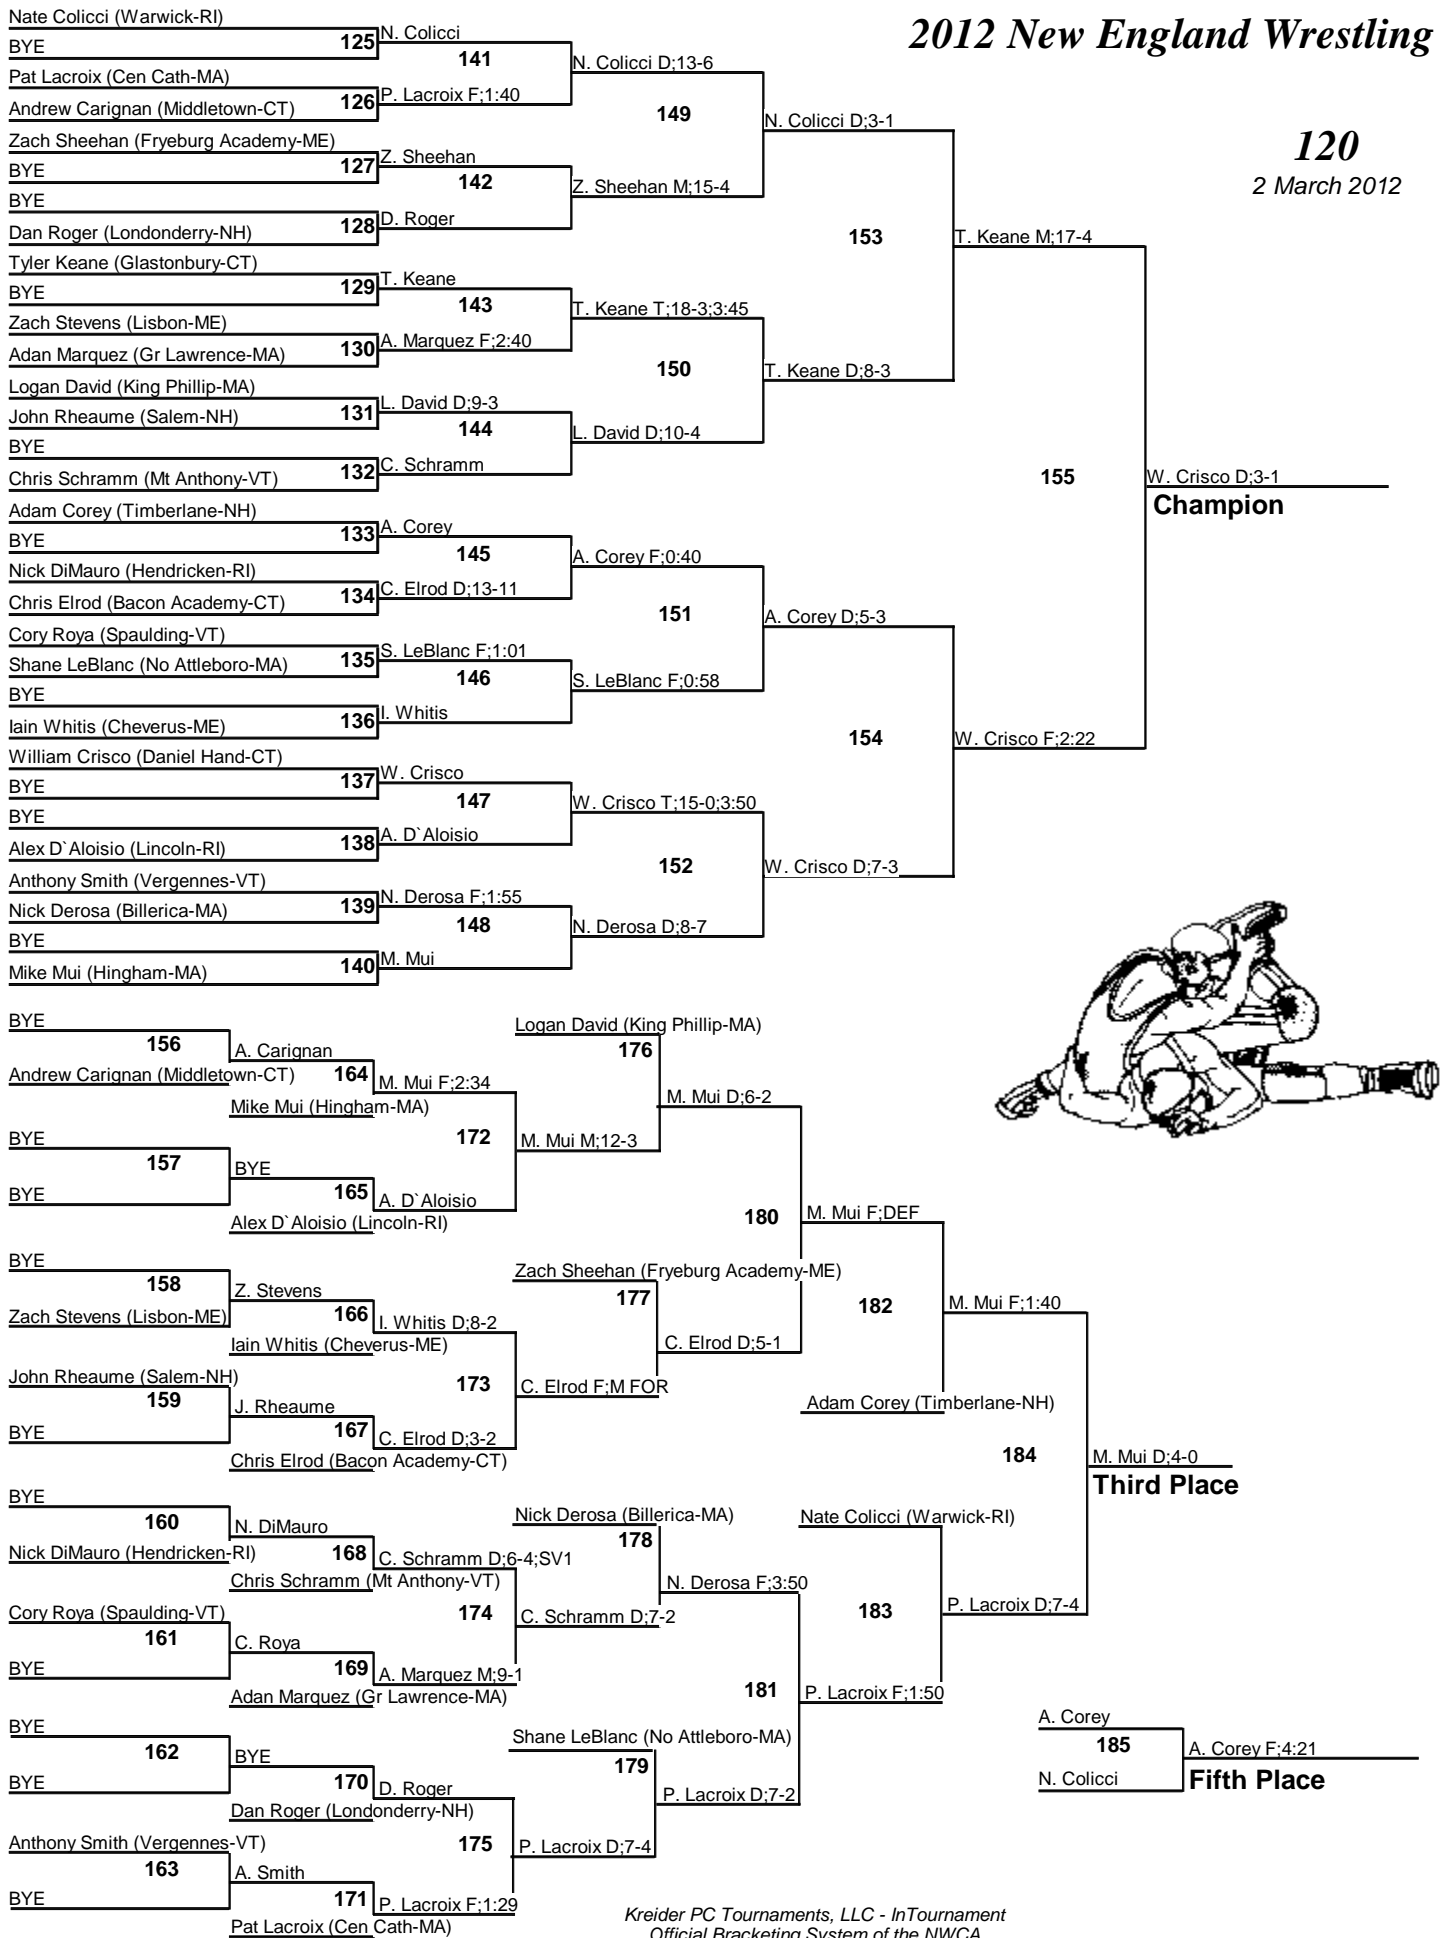 2012 New England Wrestling
120
2 March 2012
Nate Colicci (Warwick-RI)
BYE
125
N. Colicci
141
Pat Lacroix (Cen Cath-MA)
Andrew Carignan (Middletown-CT)
126
P. Lacroix F;1:40
N. Colicci D;13-6
149
Zach Sheehan (Fryeburg Academy-ME)
BYE
127
Z. Sheehan
142
BYE
Dan Roger (Londonderry-NH)
128
D. Roger
Z. Sheehan M;15-4
N. Colicci D;3-1
153
Tyler Keane (Glastonbury-CT)
BYE
129
T. Keane
143
Zach Stevens (Lisbon-ME)
Adan Marquez (Gr Lawrence-MA)
130
A. Marquez F;2:40
T. Keane T;18-3;3:45
150
Logan David (King Phillip-MA)
John Rheaume (Salem-NH)
131
L. David D;9-3
144
BYE
Chris Schramm (Mt Anthony-VT)
132
C. Schramm
L. David D;10-4
T. Keane D;8-3
T. Keane M;17-4
155
Adam Corey (Timberlane-NH)
BYE
133
A. Corey
145
Nick DiMauro (Hendricken-RI)
Chris Elrod (Bacon Academy-CT)
134
C. Elrod D;13-11
A. Corey F;0:40
151
Cory Roya (Spaulding-VT)
Shane LeBlanc (No Attleboro-MA)
135
S. LeBlanc F;1:01
146
BYE
Iain Whitis (Cheverus-ME)
136
I. Whitis
S. LeBlanc F;0:58
A. Corey D;5-3
154
William Crisco (Daniel Hand-CT)
BYE
137
W. Crisco
147
BYE
Alex D`Aloisio (Lincoln-RI)
138
A. D`Aloisio
W. Crisco T;15-0;3:50
152
Anthony Smith (Vergennes-VT)
Nick Derosa (Billerica-MA)
139
N. Derosa F;1:55
148
BYE
Mike Mui (Hingham-MA)
140
M. Mui
N. Derosa D;8-7
W. Crisco D;7-3
W. Crisco F;2:22
W. Crisco D;3-1
Champion
BYE
156
Andrew Carignan (Middletown-CT)
A. Carignan
164
Mike Mui (Hingham-MA)
M. Mui F;2:34
172
BYE
157
BYE
BYE
165
Alex D`Aloisio (Lincoln-RI)
A. D`Aloisio
M. Mui M;12-3
Logan David (King Phillip-MA)
176
M. Mui D;6-2
180
BYE
158
Zach Stevens (Lisbon-ME)
Z. Stevens
166
Iain Whitis (Cheverus-ME)
I. Whitis D;8-2
173
John Rheaume (Salem-NH)
159
BYE
J. Rheaume
167
Chris Elrod (Bacon Academy-CT)
C. Elrod D;3-2
C. Elrod F;M FOR
Zach Sheehan (Fryeburg Academy-ME)
177
C. Elrod D;5-1
M. Mui F;DEF
182
Adam Corey (Timberlane-NH)
M. Mui F;1:40
184
M. Mui D;4-0
Third Place
BYE
160
Nick DiMauro (Hendricken-RI)
N. DiMauro
168
Chris Schramm (Mt Anthony-VT)
C. Schramm D;6-4;SV1
174
Cory Roya (Spaulding-VT)
161
BYE
C. Roya
169
Adan Marquez (Gr Lawrence-MA)
A. Marquez M;9-1
C. Schramm D;7-2
Nick Derosa (Billerica-MA)
178
N. Derosa F;3:50
181
BYE
162
BYE
BYE
170
Dan Roger (Londonderry-NH)
D. Roger
175
Anthony Smith (Vergennes-VT)
163
BYE
A. Smith
171
Pat Lacroix (Cen Cath-MA)
P. Lacroix F;1:29
P. Lacroix D;7-4
Shane LeBlanc (No Attleboro-MA)
179
P. Lacroix D;7-2
P. Lacroix F;1:50
Nate Colicci (Warwick-RI)
183
P. Lacroix D;7-4
A. Corey
185
N. Colicci
A. Corey F;4:21
Fifth Place
Kreider PC Tournaments, LLC - InTournament
Official Bracketing System of the NWCA